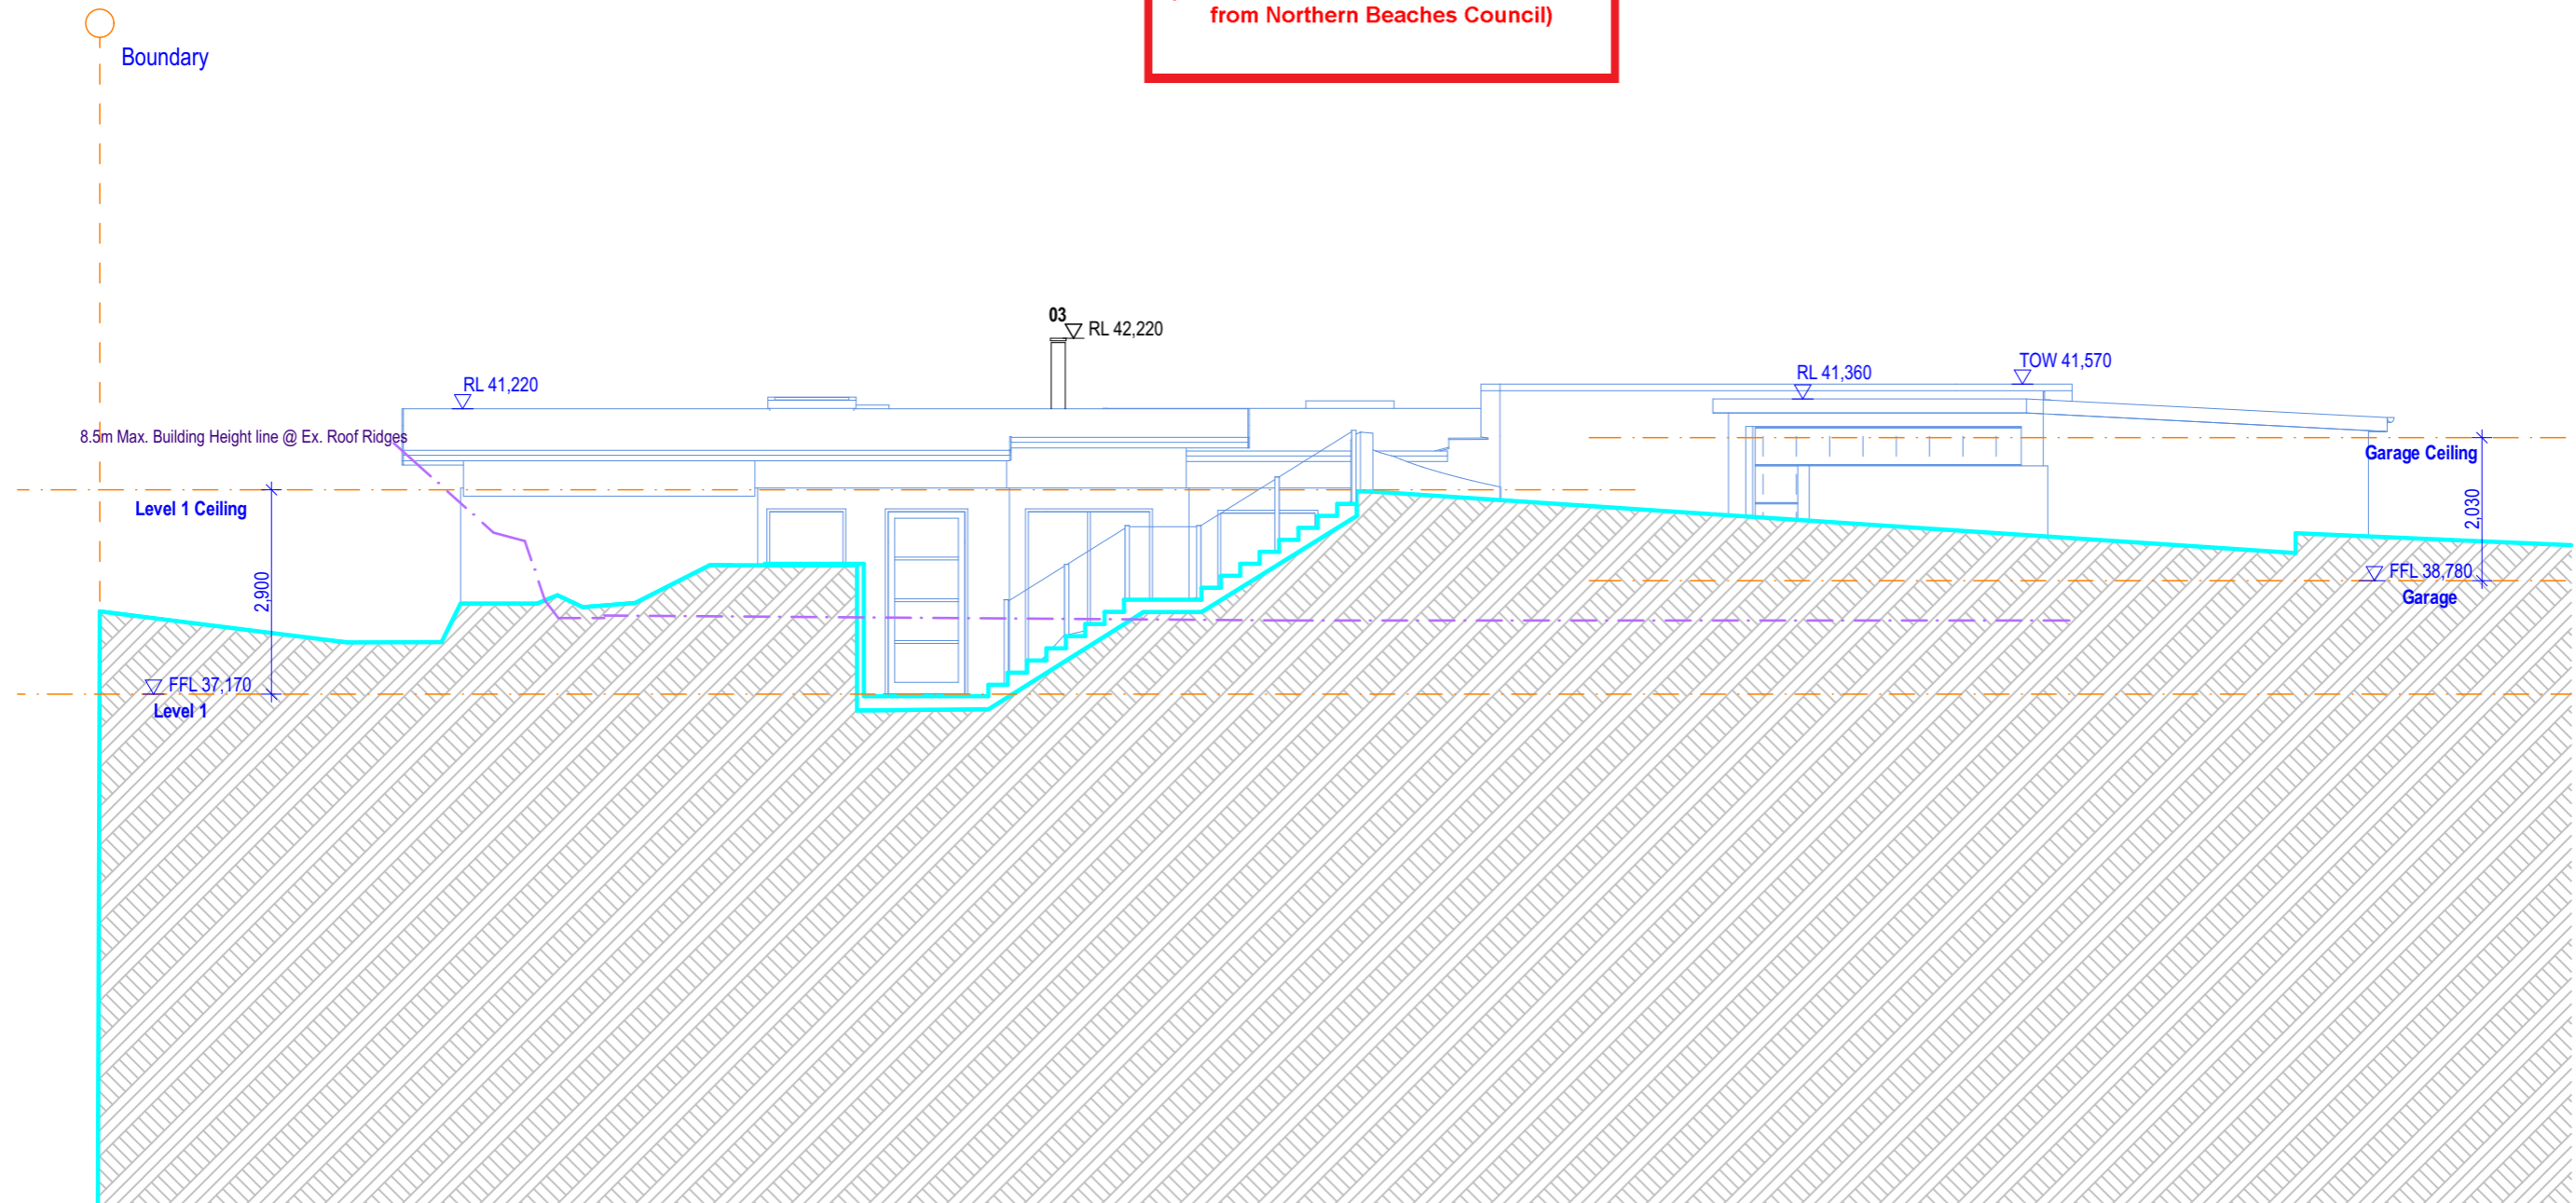 from Northern Beaches Council)
Boundary
03
RL 42,220
RL 41,220
TOW 41,570
RL 41,360
8.5m Max. Building Height line @ Ex. Roof Ridges
Garage Ceiling
Level 1 Ceiling
2,030
2,900
FFL 38,780
Garage
FFL 37,170
Level 1